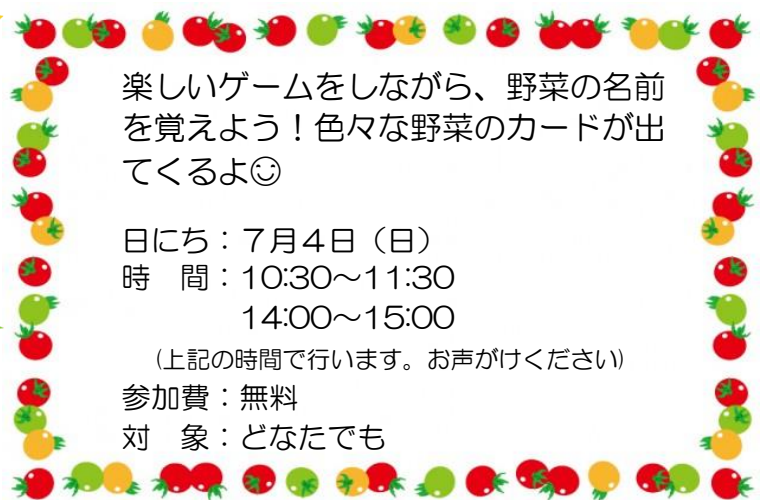 楽しいゲームをしながら、野菜の名前
を覚えよう！色々な野菜のカードが出
てくるよ☺
日にち：７月４日（日）
時　間：10:30～11:30
14:00～15:00
（上記の時間で行います。お声がけください）
参加費：無料
対　象：どなたでも